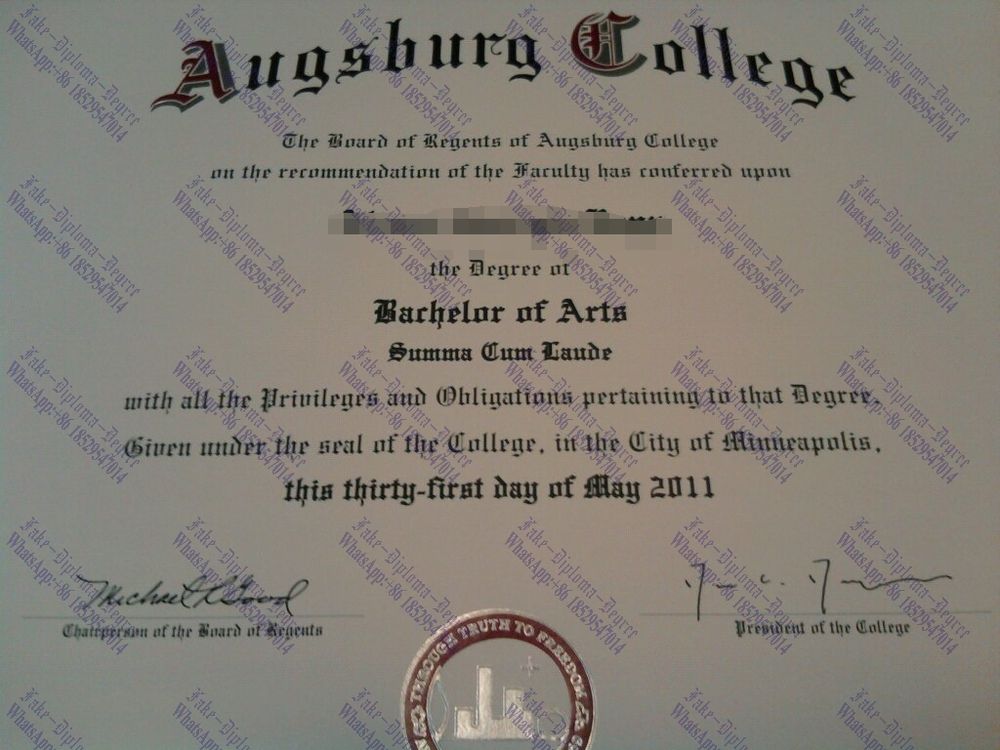 Augsburg College
The Board of Regents of Augsburg College
on the recommendation of the Faculty has conferred upon
the Degree of
Bachelor of Arts
Summa Cum Laude
with all the Privileges and Obligations pertaining to that Degree.
Given under the seal of the College, in the City of Minneapolis,
this thirty-first day of May 2011
Chairperson of the Board of Regents
President of the College
THROUGH TRUTH TO FREEDOM
Fake-Diploma-Degree
WhatsApp:+86 18529547014